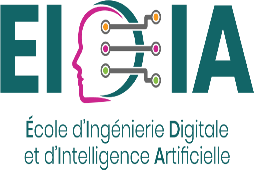 EIDIA
École d'Ingénierie Digitale
et d'Intelligence Artificielle